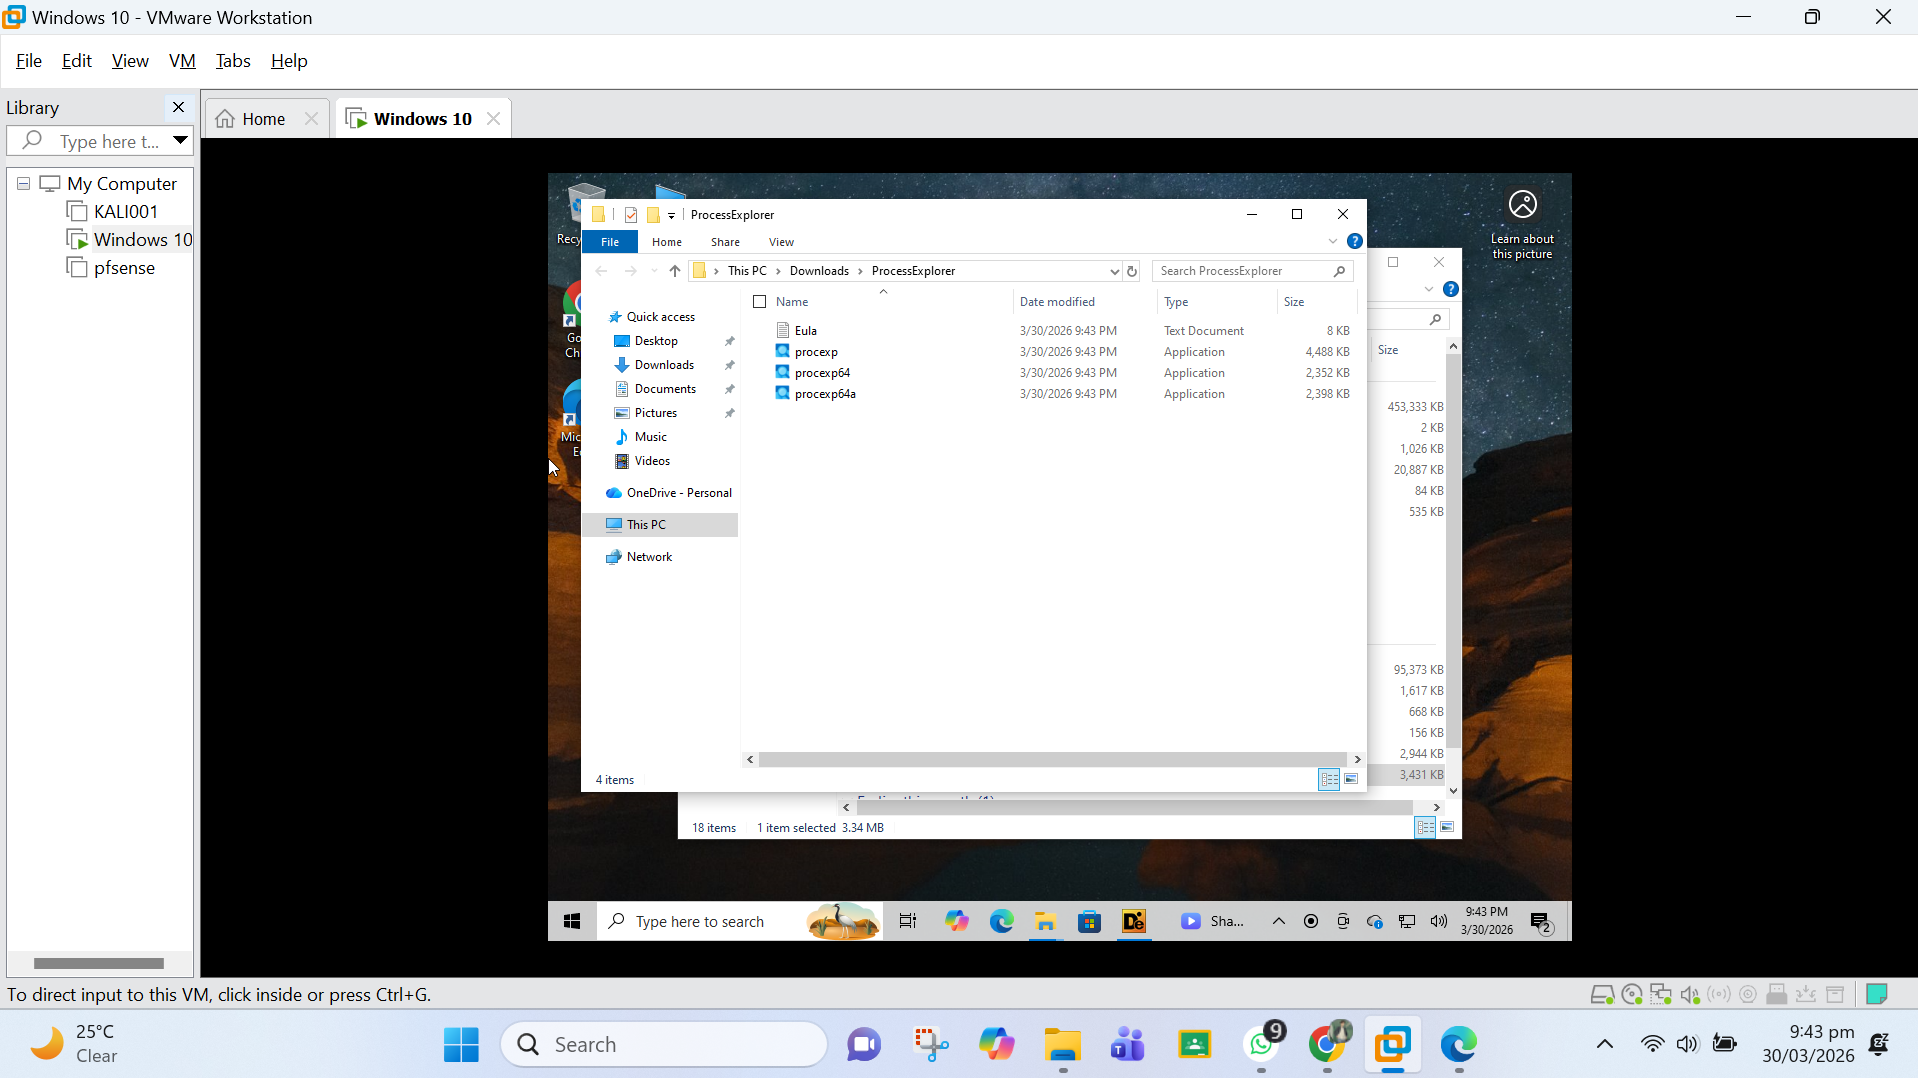 Windows 10 - VMware Workstation
File Edit View VM Tabs Help
Library
Type here t...
My Computer
KALI001
Windows 10
pfsense
Home
Windows 10
Learn about
this picture
ProcessExplorer
File Home Share View
This PC › Downloads › ProcessExplorer
Search ProcessExplorer
Quick access
Desktop
Downloads
Documents
Pictures
Music
Videos
OneDrive - Personal
This PC
Network
Name Date modified Type Size
Eula 3/30/2026 9:43 PM Text Document 8 KB
procexp 3/30/2026 9:43 PM Application 4,488 KB
procexp64 3/30/2026 9:43 PM Application 2,352 KB
procexp64a 3/30/2026 9:43 PM Application 2,398 KB
4 items
Size
453,333 KB
2 KB
1,026 KB
20,887 KB
84 KB
535 KB
95,373 KB
1,617 KB
668 KB
156 KB
2,944 KB
3,431 KB
18 items 1 item selected 3.34 MB
Type here to search
De
Sha...
9:43 PM
3/30/2026
2
To direct input to this VM, click inside or press Ctrl+G.
25°C
Clear
Search
9
9:43 pm
30/03/2026